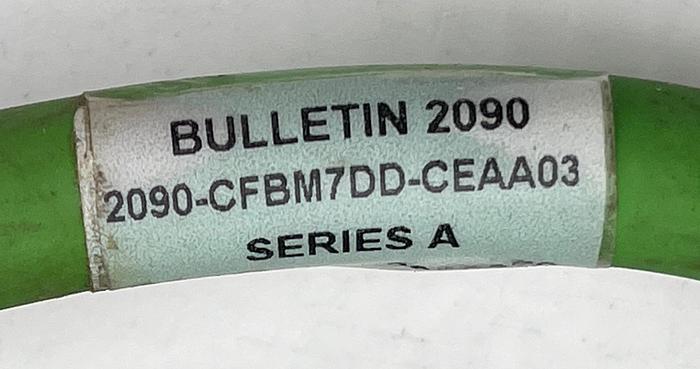 BULLETIN 2090
2090-CFBM7DD-CEAA03
SERIES A